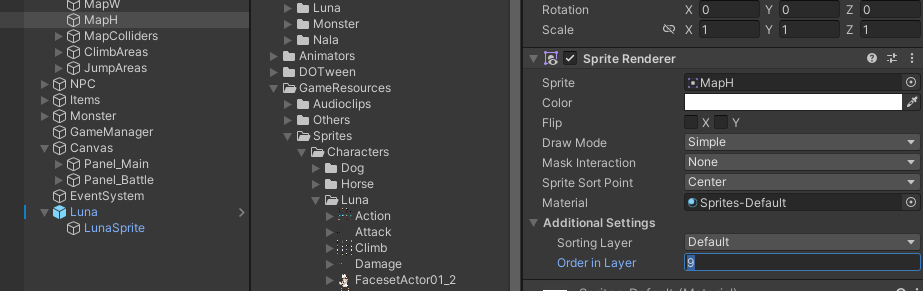 MapW
MapH
MapColliders
ClimbAreas
JumpAreas
NPC
Items
Monster
GameManager
Canvas
Panel_Main
Panel_Battle
EventSystem
Luna
LunaSprite
Luna
Monster
Nala
Animators
DOTween
GameResources
Audioclips
Others
Sprites
Characters
Dog
Horse
Luna
Action
Attack
Climb
Damage
FacesetActor01_2
Rotation X 0 Y 0 Z 0
Scale X 1 Y 1 Z 1
Sprite Renderer
Sprite MapH
Color
Flip X Y
Draw Mode Simple
Mask Interaction None
Sprite Sort Point Center
Material Sprites-Default
Additional Settings
Sorting Layer Default
Order in Layer 9
Sprites-Default (Material)